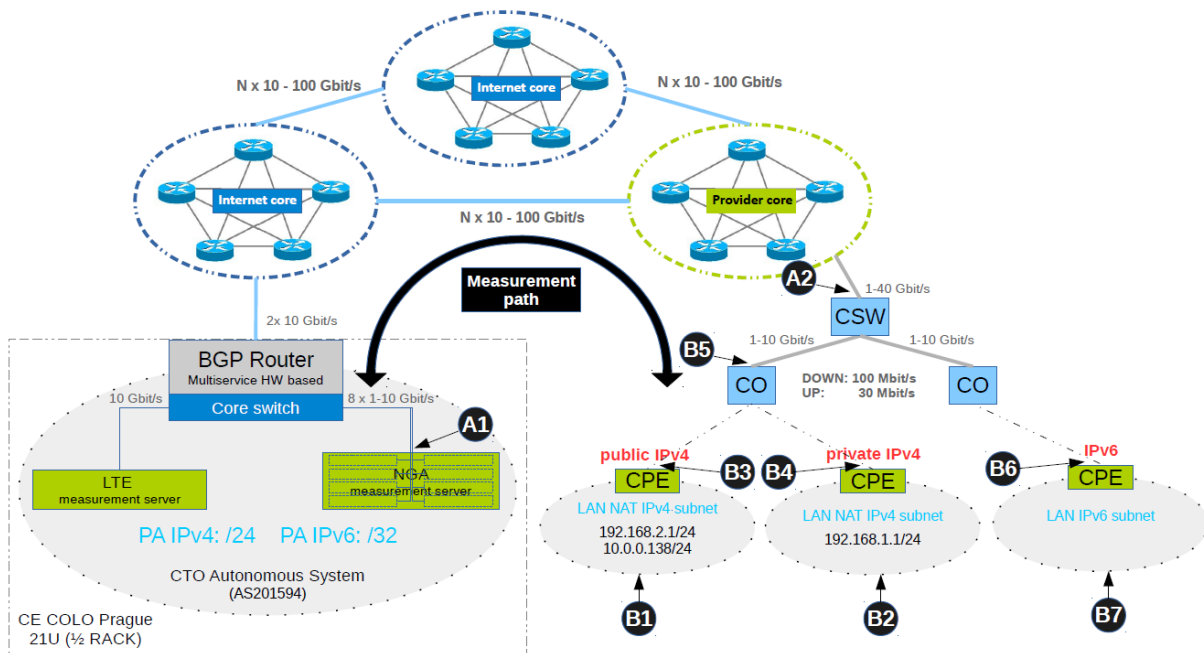 Internet core
N x 10 - 100 Gbit/s
N x 10 - 100 Gbit/s
Internet core
Provider core
N x 10 - 100 Gbit/s
Measurement
path
A2
1-40 Gbit/s
CSW
2x 10 Gbit/s
1-10 Gbit/s
1-10 Gbit/s
B5
BGP Router
Multiservice HW based
Core switch
CO
DOWN: 100 Mbit/s
UP: 30 Mbit/s
CO
10 Gbit/s
8 x 1-10 Gbit/s
A1
public IPv4
private IPv4
IPv6
B3
B4
B6
LTE
measurement server
NGA
measurement server
CPE
CPE
CPE
LAN NAT IPv4 subnet
192.168.2.1/24
10.0.0.138/24
LAN NAT IPv4 subnet
192.168.1.1/24
LAN IPv6 subnet
PA IPv4: /24 PA IPv6: /32
CTO Autonomous System
(AS201594)
CE COLO Prague
21U (½ RACK)
B1
B2
B7